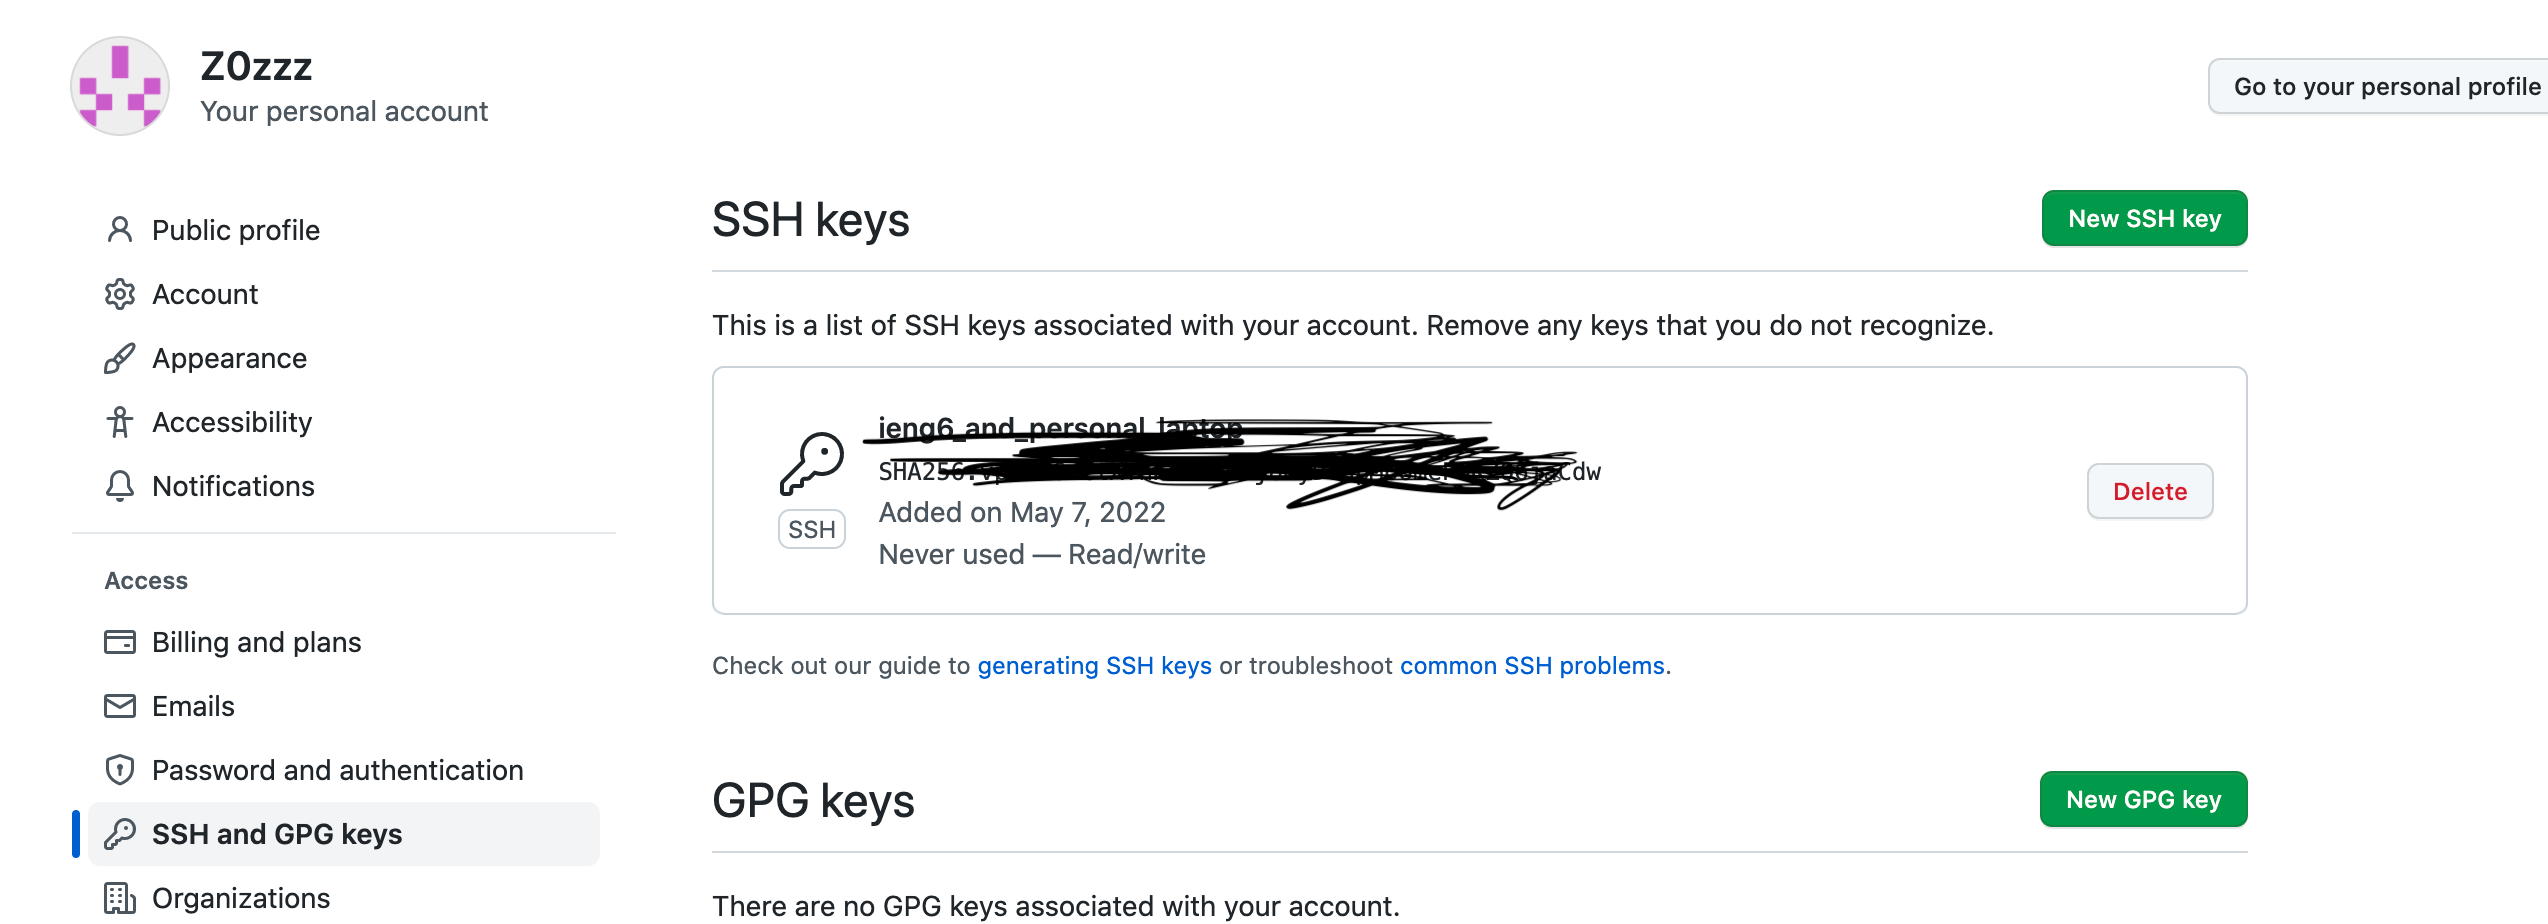 Z0zzz
Your personal account
Go to your personal profile
Public profile
Account
Appearance
Accessibility
Notifications
Access
Billing and plans
Emails
Password and authentication
SSH and GPG keys
Organizations
SSH keys
New SSH key
This is a list of SSH keys associated with your account. Remove any keys that you do not recognize.
ieng6_and_personal_laptop
SSH
Added on May 7, 2022
Never used — Read/write
Delete
Check out our guide to generating SSH keys or troubleshoot common SSH problems.
GPG keys
New GPG key
There are no GPG keys associated with your account.